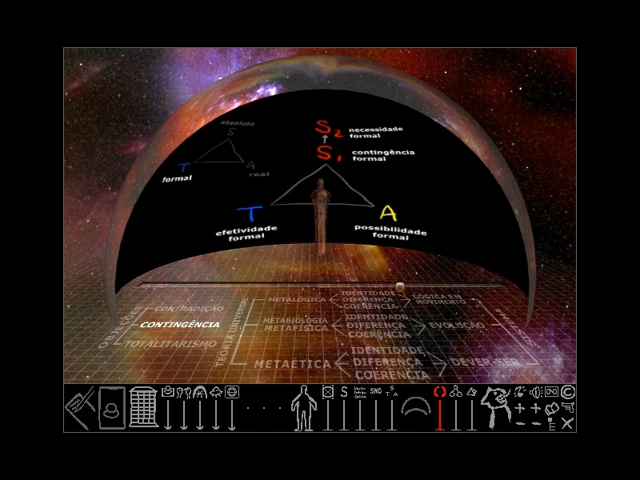 absoluto
S
T
A
formal
real
S2 necessidade
formal
S1 contingência
formal
T
A
efetividade
formal
possibilidade
formal
CONTRADIÇÃO
OBJEÇÕES
CONTINGÊNCIA
TOTALITARISMO
TEORIA UNIVERSAL
METALÓGICA
IDENTIDADE
DIFERENÇA
COERÊNCIA
LÓGICA EM
MOVIMENTO
METABIOLOGIA
METAFÍSICA
IDENTIDADE
DIFERENÇA
COERÊNCIA
EVOLUÇÃO
METAÉTICA
IDENTIDADE
DIFERENÇA
COERÊNCIA
DEVER-SER
S
SND
S
T A
©
E
X